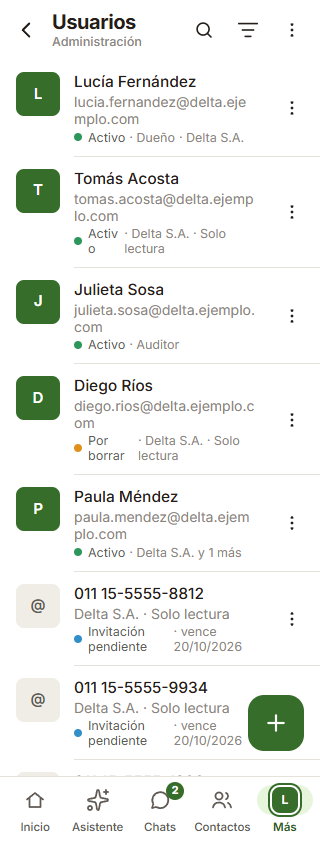 Usuarios
Administración
L
Lucía Fernández
lucia.fernandez@delta.eje
mplo.com
Activo · Dueño · Delta S.A.
T
Tomás Acosta
tomas.acosta@delta.ejemp
lo.com
Activ · Delta S.A. · Solo
o lectura
J
Julieta Sosa
julieta.sosa@delta.ejemplo.
com
Activo · Auditor
D
Diego Ríos
diego.rios@delta.ejemplo.c
om
Por · Delta S.A. · Solo
borrar lectura
P
Paula Méndez
paula.mendez@delta.ejem
plo.com
Activo · Delta S.A. y 1 más
@
011 15-5555-8812
Delta S.A. · Solo lectura
Invitación · vence
pendiente 20/10/2026
@
011 15-5555-9934
Delta S.A. · Solo lectura
Invitación · vence
pendiente 20/10/2026
2
L
Inicio Asistente Chats Contactos Más